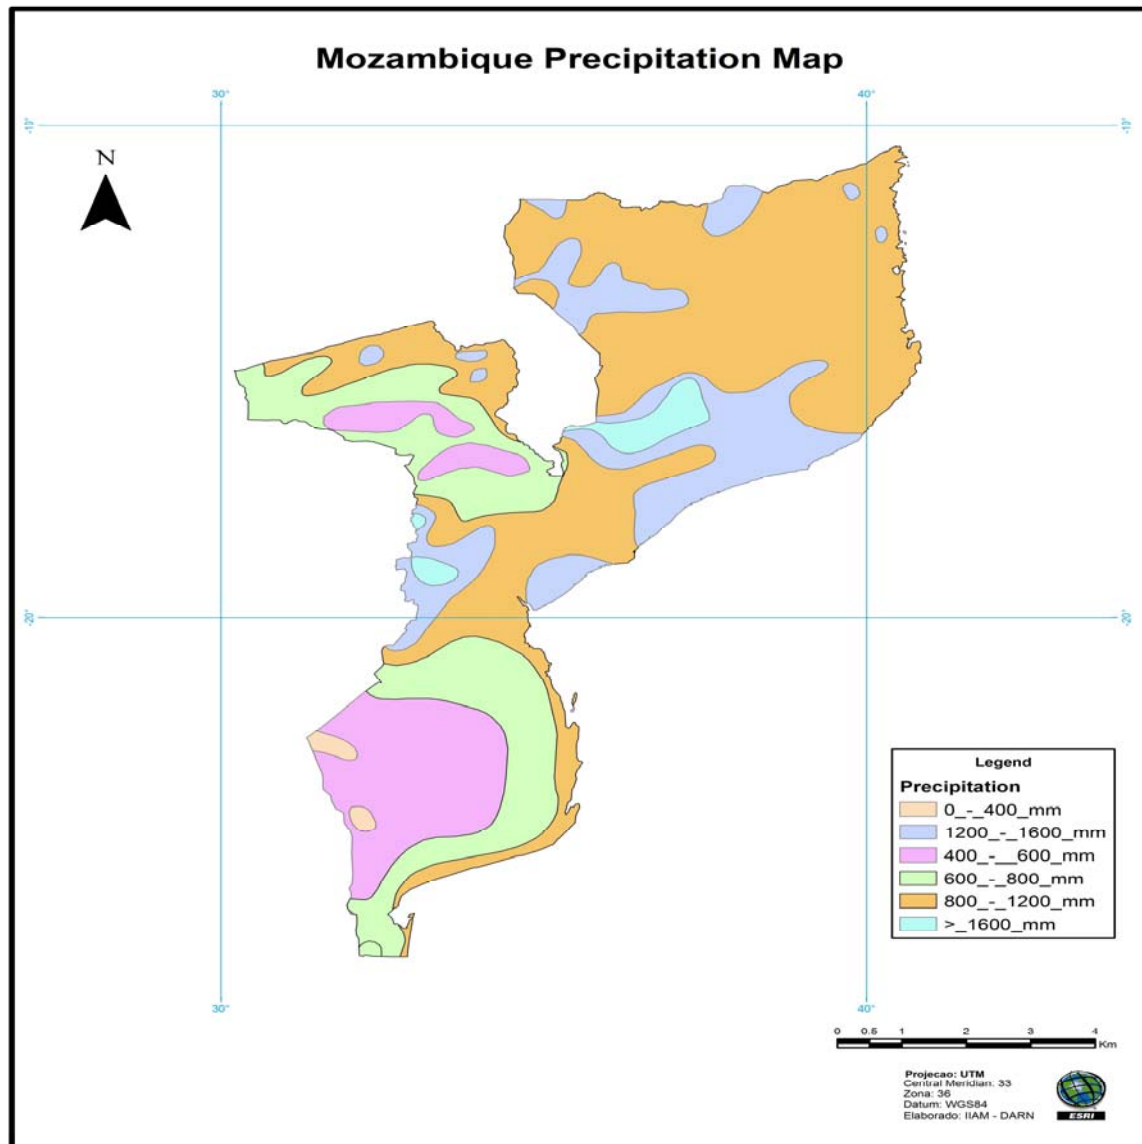 Mozambique Precipitation Map
30°
40°
-10°
-10°
N
-20°
-20°
Legend
Precipitation
0_-_400_mm
1200_-_1600_mm
400_-__600_mm
600_-_800_mm
800_-_1200_mm
>_1600_mm
30°
40°
0 0.5 1 2 3 4
Km
Projecao: UTM
Central Meridian: 33
Zona: 36
Datum: WGS84
Elaborado: IIAM - DARN
ESRI